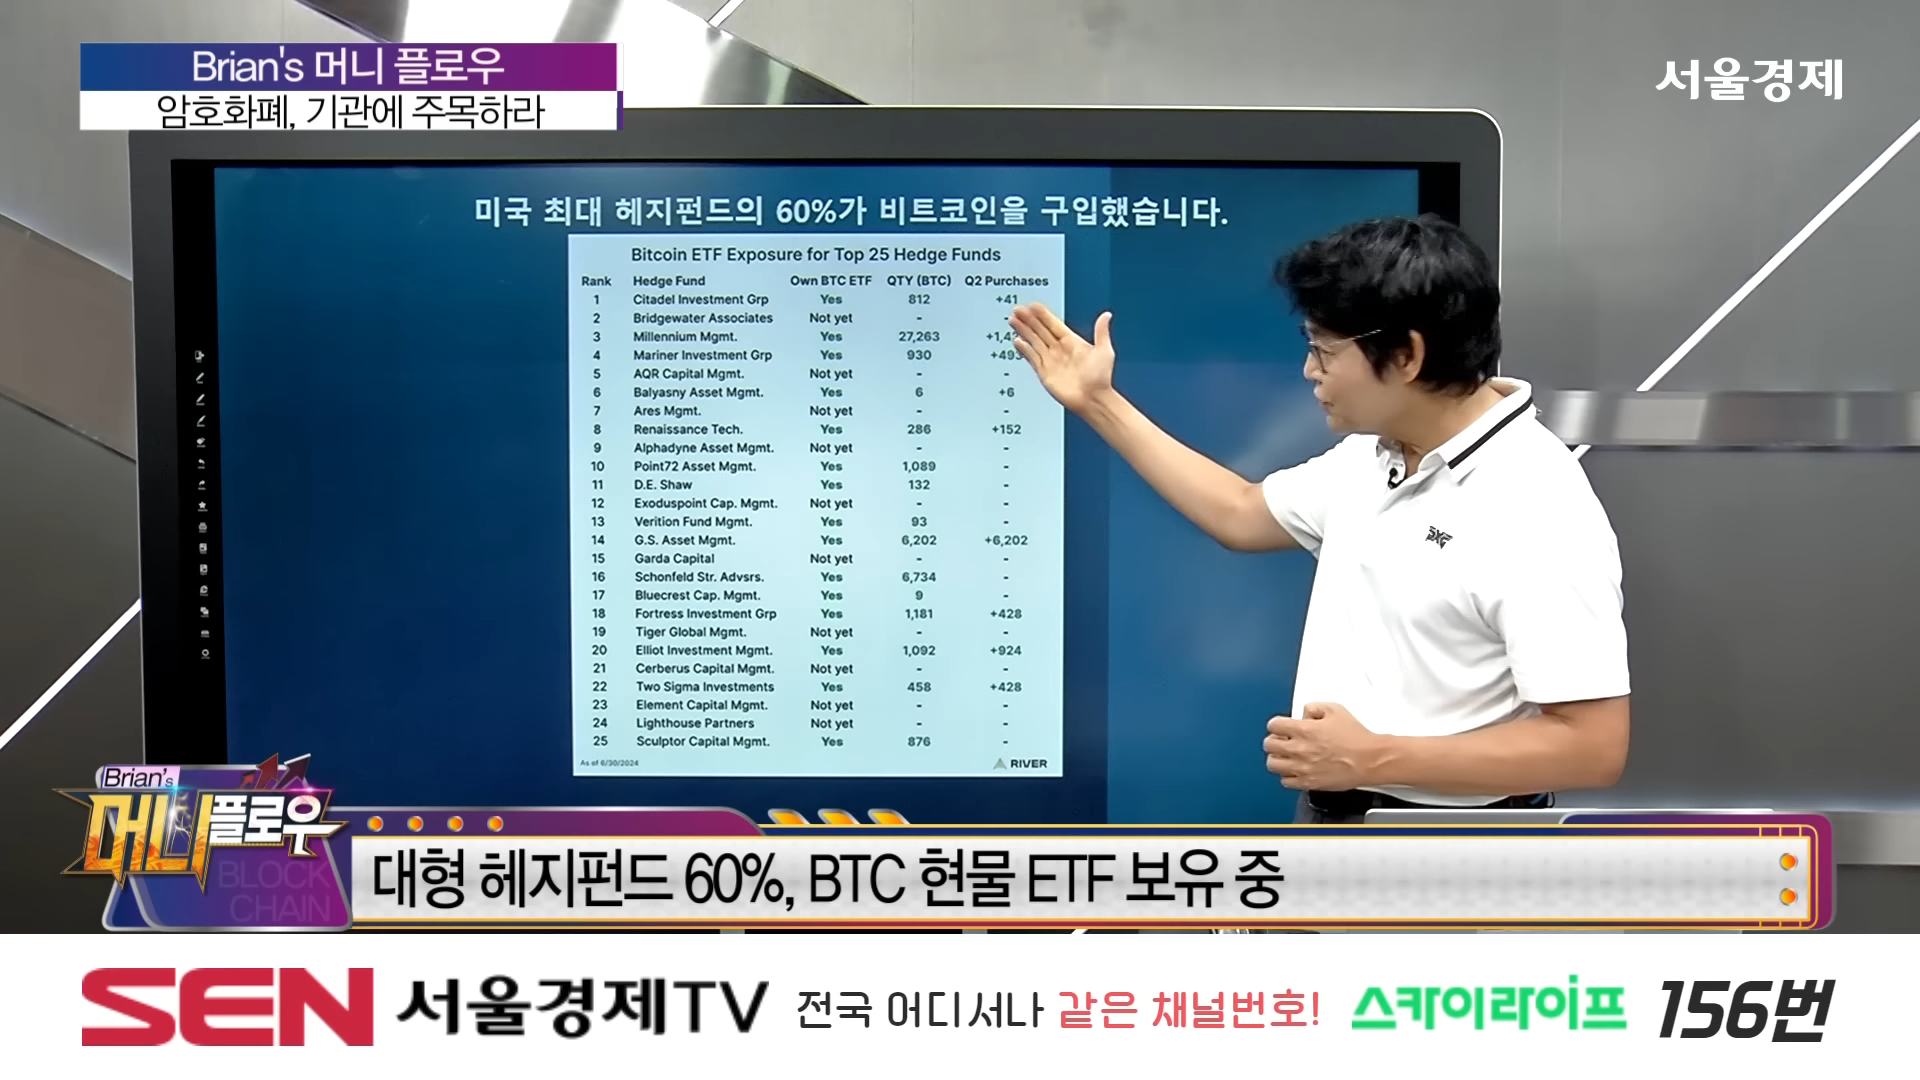 Brian's 머니 플로우
암호화폐, 기관에 주목하라
서울경제
미국 최대 헤지펀드의 60%가 비트코인을 구입했습니다.
Bitcoin ETF Exposure for Top 25 Hedge Funds
Rank Hedge Fund Own BTC ETF QTY (BTC) Q2 Purchases
1 Citadel Investment Grp Yes 812 +41
2 Bridgewater Associates Not yet - -
3 Millennium Mgmt. Yes 27,263
4 Mariner Investment Grp Yes 930 +493
5 AQR Capital Mgmt. Not yet - -
6 Balyasny Asset Mgmt. Yes 6 +6
7 Ares Mgmt. Not yet - -
8 Renaissance Tech. Yes 286 +152
9 Alphadyne Asset Mgmt. Not yet - -
10 Point72 Asset Mgmt. Yes 1,089 -
11 D.E. Shaw Yes 132 -
12 Exoduspoint Cap. Mgmt. Not yet - -
13 Verition Fund Mgmt. Yes 93 -
14 G.S. Asset Mgmt. Yes 6,202 +6,202
15 Garda Capital Not yet - -
16 Schonfeld Str. Advsrs. Yes 6,734 -
17 Bluecrest Cap. Mgmt. Yes 9 -
18 Fortress Investment Grp Yes 1,181 +428
19 Tiger Global Mgmt. Not yet - -
20 Elliot Investment Mgmt. Yes 1,092 +924
21 Cerberus Capital Mgmt. Not yet - -
22 Two Sigma Investments Yes 458 +428
23 Element Capital Mgmt. Not yet - -
24 Lighthouse Partners Not yet - -
25 Sculptor Capital Mgmt. Yes 876 -
As of 6/30/2024 RIVER
PXG
Brian's
머니플로우
BLOCK
CHAIN
대형 헤지펀드 60%, BTC 현물 ETF 보유 중
SEN 서울경제TV 전국 어디서나 같은 채널번호! 스카이라이프 156번